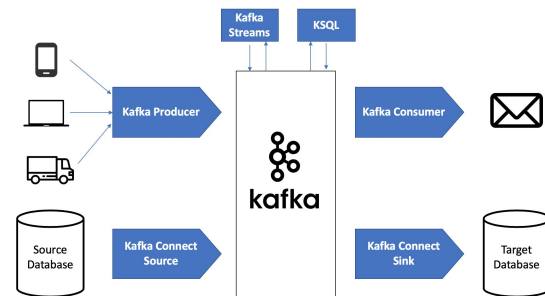 Kafka
Streams
KSQL
Kafka Producer
Kafka Consumer
kafka
Source
Database
Kafka Connect
Source
Kafka Connect
Sink
Target
Database